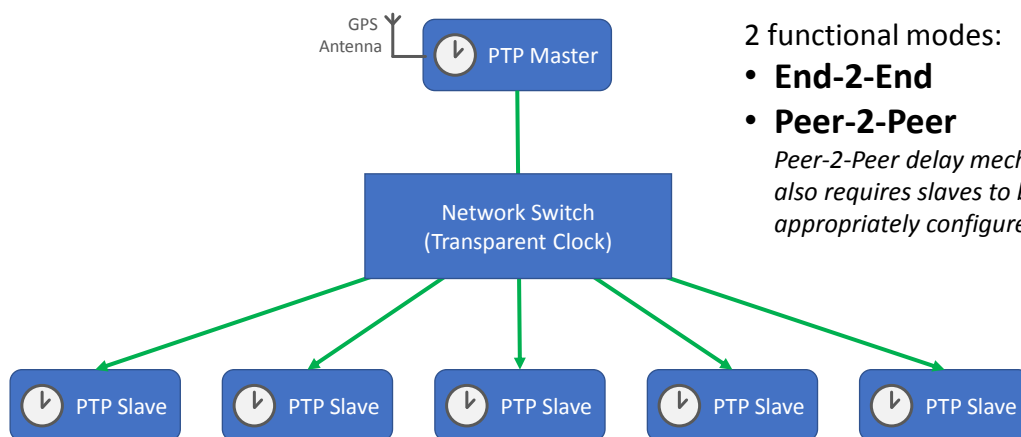 GPS
Antenna
PTP Master
2 functional modes:
• End-2-End
• Peer-2-Peer
Peer-2-Peer delay mech
also requires slaves to b
appropriately configure
Network Switch
(Transparent Clock)
PTP Slave
PTP Slave
PTP Slave
PTP Slave
PTP Slave